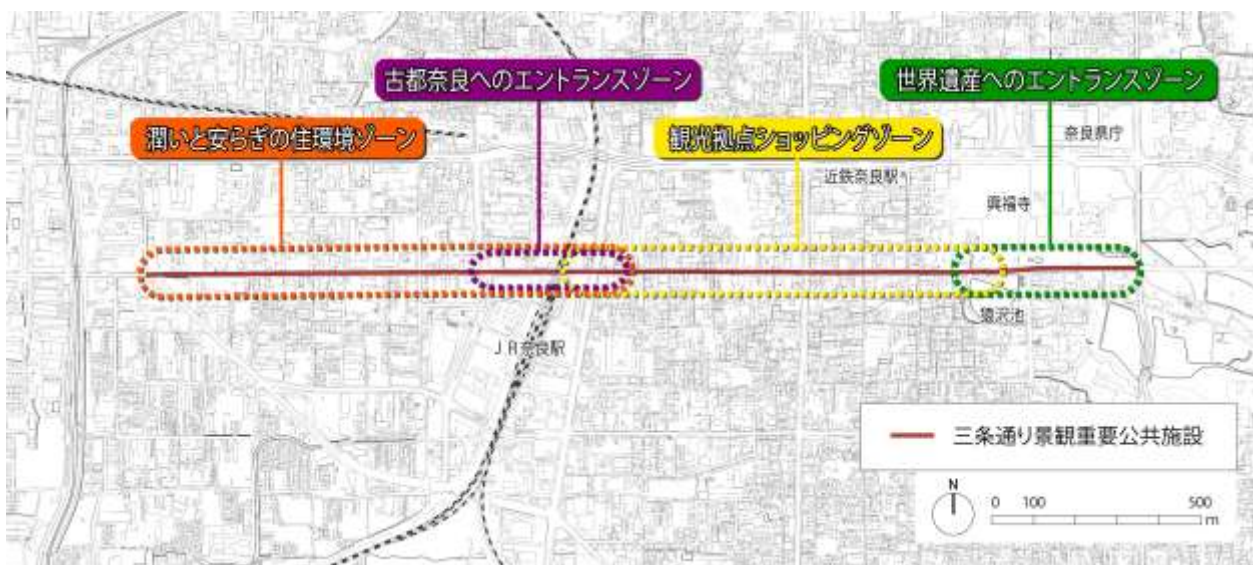 古都奈良へのエントランスゾーン
世界遺産へのエントランスゾーン
潤いと安らぎの住環境ゾーン
観光拠点ショッピングゾーン
奈良県庁
近鉄奈良駅
興福寺
猿沢池
JR奈良駅
三条通り景観重要公共施設
N
0 100 500
m